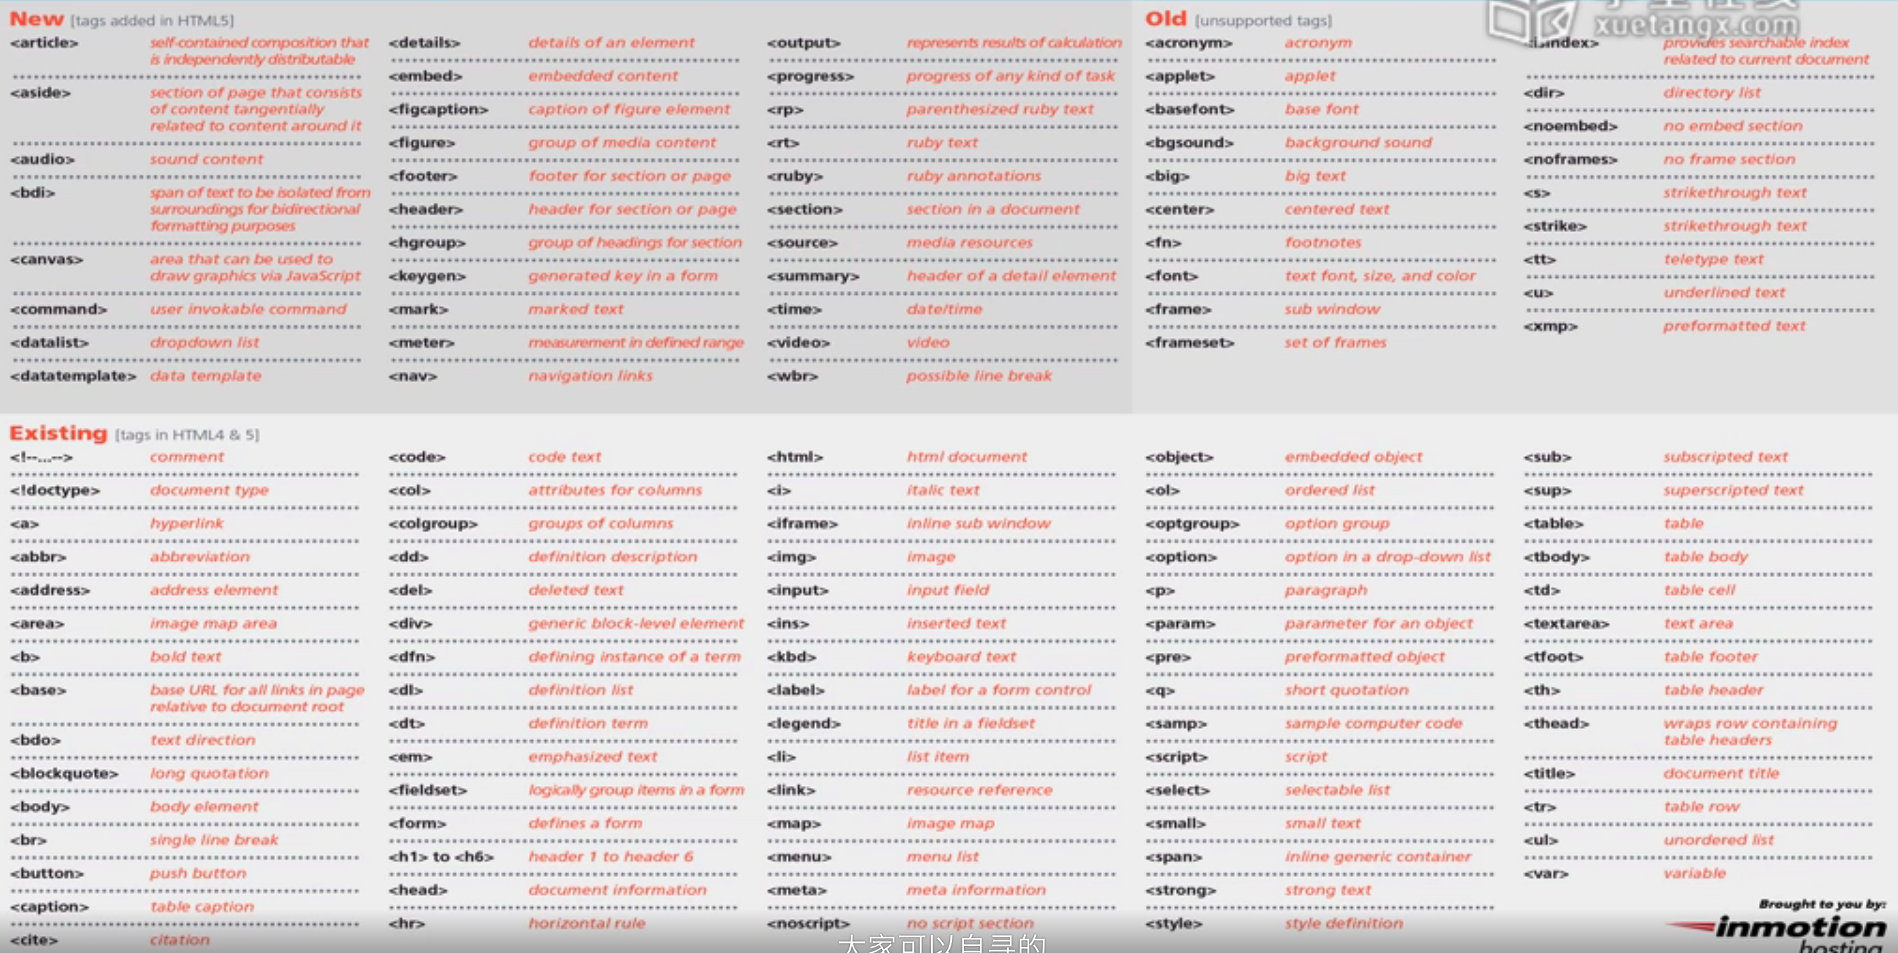 New [tags added in HTML5]
<article> self-contained composition that
is independently distributable
<aside> section of page that consists
of content tangentially
related to content around it
<audio> sound content
<bdi> span of text to be isolated from
surroundings for bidirectional
formatting purposes
<canvas> area that can be used to
draw graphics via JavaScript
<command> user invokable command
<datalist> dropdown list
<datatemplate> data template
<details> details of an element
<embed> embedded content
<figcaption> caption of figure element
<figure> group of media content
<footer> footer for section or page
<header> header for section or page
<hgroup> group of headings for section
<keygen> generated key in a form
<mark> marked text
<meter> measurement in defined range
<nav> navigation links
<output> represents results of calculation
<progress> progress of any kind of task
<rp> parenthesized ruby text
<rt> ruby text
<ruby> ruby annotations
<section> section in a document
<source> media resources
<summary> header of a detail element
<time> date/time
<video> video
<wbr> possible line break
Old [unsupported tags]
<acronym> acronym
<applet> applet
<basefont> base font
<bgsound> background sound
<big> big text
<center> centered text
<fn> footnotes
<font> text font, size, and color
<frame> sub window
<frameset> set of frames
xuetangx.com
<isindex> provides searchable index
related to current document
<dir> directory list
<noembed> no embed section
<noframes> no frame section
<s> strikethrough text
<strike> strikethrough text
<tt> teletype text
<u> underlined text
<xmp> preformatted text
Existing [tags in HTML4 & 5]
<!--...--> comment
<!doctype> document type
<a> hyperlink
<abbr> abbreviation
<address> address element
<area> image map area
<b> bold text
<base> base URL for all links in page
relative to document root
<bdo> text direction
<blockquote> long quotation
<body> body element
<br> single line break
<button> push button
<caption> table caption
<cite> citation
<code> code text
<col> attributes for columns
<colgroup> groups of columns
<dd> definition description
<del> deleted text
<div> generic block-level element
<dfn> defining instance of a term
<dl> definition list
<dt> definition term
<em> emphasized text
<fieldset> logically group items in a form
<form> defines a form
<h1> to <h6> header 1 to header 6
<head> document information
<hr> horizontal rule
<html> html document
<i> italic text
<iframe> inline sub window
<img> image
<input> input field
<ins> inserted text
<kbd> keyboard text
<label> label for a form control
<legend> title in a fieldset
<li> list item
<link> resource reference
<map> image map
<menu> menu list
<meta> meta information
<noscript> no script section
<object> embedded object
<ol> ordered list
<optgroup> option group
<option> option in a drop-down list
<p> paragraph
<param> parameter for an object
<pre> preformatted object
<q> short quotation
<samp> sample computer code
<script> script
<select> selectable list
<small> small text
<span> inline generic container
<strong> strong text
<style> style definition
<sub> subscripted text
<sup> superscripted text
<table> table
<tbody> table body
<td> table cell
<textarea> text area
<tfoot> table footer
<th> table header
<thead> wraps row containing
table headers
<title> document title
<tr> table row
<ul> unordered list
<var> variable
Brought to you by:
inmotion
hosting
大家可以自寻的